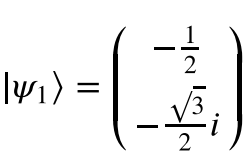 |ψ₁⟩ = ( −1/2
−√3/2 i )